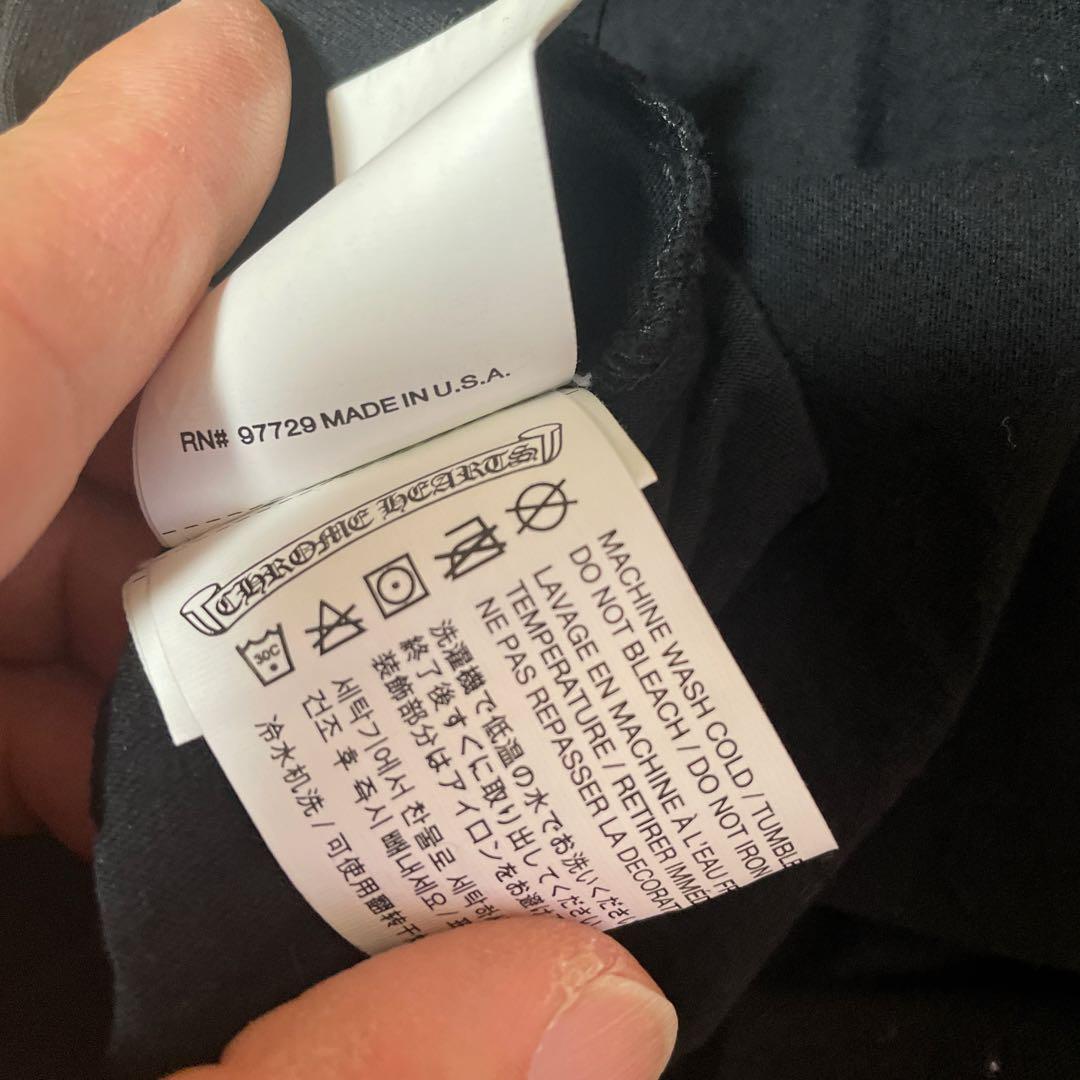 RN# 97729 MADE IN U.S.A.
CHROME HEARTS
30C
MACHINE WASH COLD / TUMBLE
DO NOT BLEACH / DO NOT IRON
LAVAGE EN MACHINE À L'EAU
TEMPERATURE / RETIRER
NE PAS REPASSER LA
洗濯機で低温の水でお洗いください
終了後すぐに取り出してください
装飾部分はアイロンをお避け
세탁기에서 찬물로
건조 후 즉시 빼내세요 /
冷水机洗 / 可使用翻转干